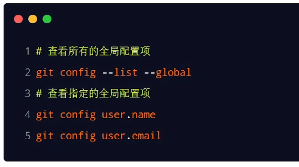 1 # 查看所有的全局配置项
2 git config --list --global
3 # 查看指定的全局配置项
4 git config user.name
5 git config user.email